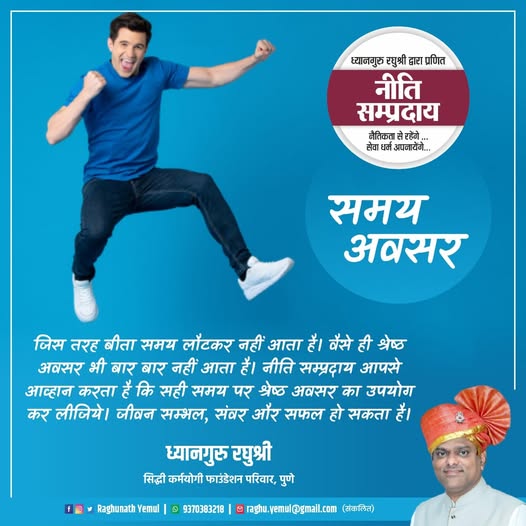 ध्यानगुरु रघुश्री द्वारा प्रणित
नीति
सम्प्रदाय
नैतिकता से रहेंगे ...
सेवा धर्म अपनायेंगे...
समय
अवसर
जिस तरह बीता समय लौटकर नहीं आता है। वैसे ही श्रेष्ठ
अवसर भी बार बार नहीं आता है। नीति सम्प्रदाय आपसे
आव्हान करता है कि सही समय पर श्रेष्ठ अवसर का उपयोग
कर लीजिये। जीवन सम्भल, संवर और सफल हो सकता है।
ध्यानगुरु रघुश्री
सिद्धी कर्मयोगी फाउंडेशन परिवार, पुणे
Raghunath Yemul | 9370383218 | raghu.yemul@gmail.com (संकालित)